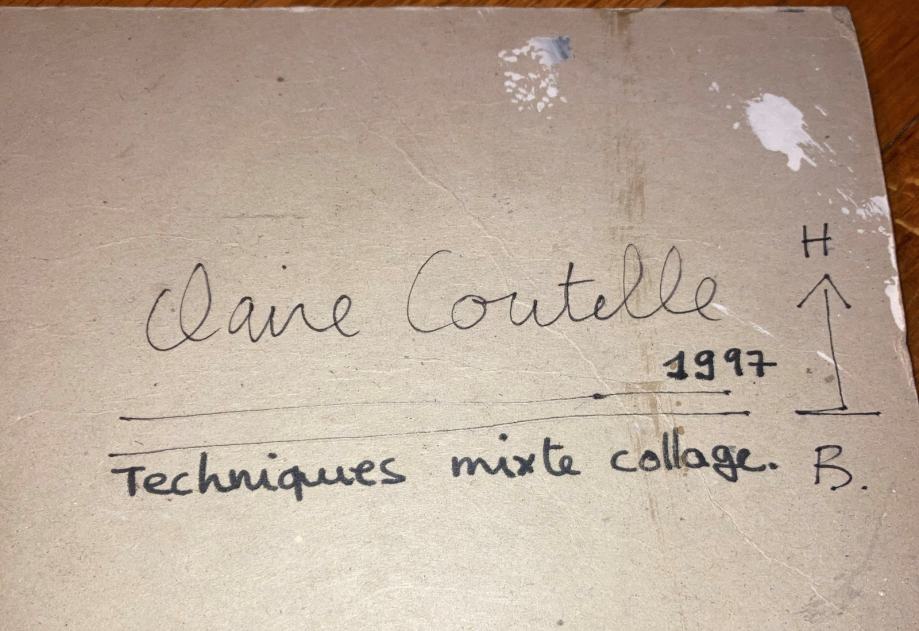 H
Claire Coutelle
1997
Techniques mixte collage.
B.